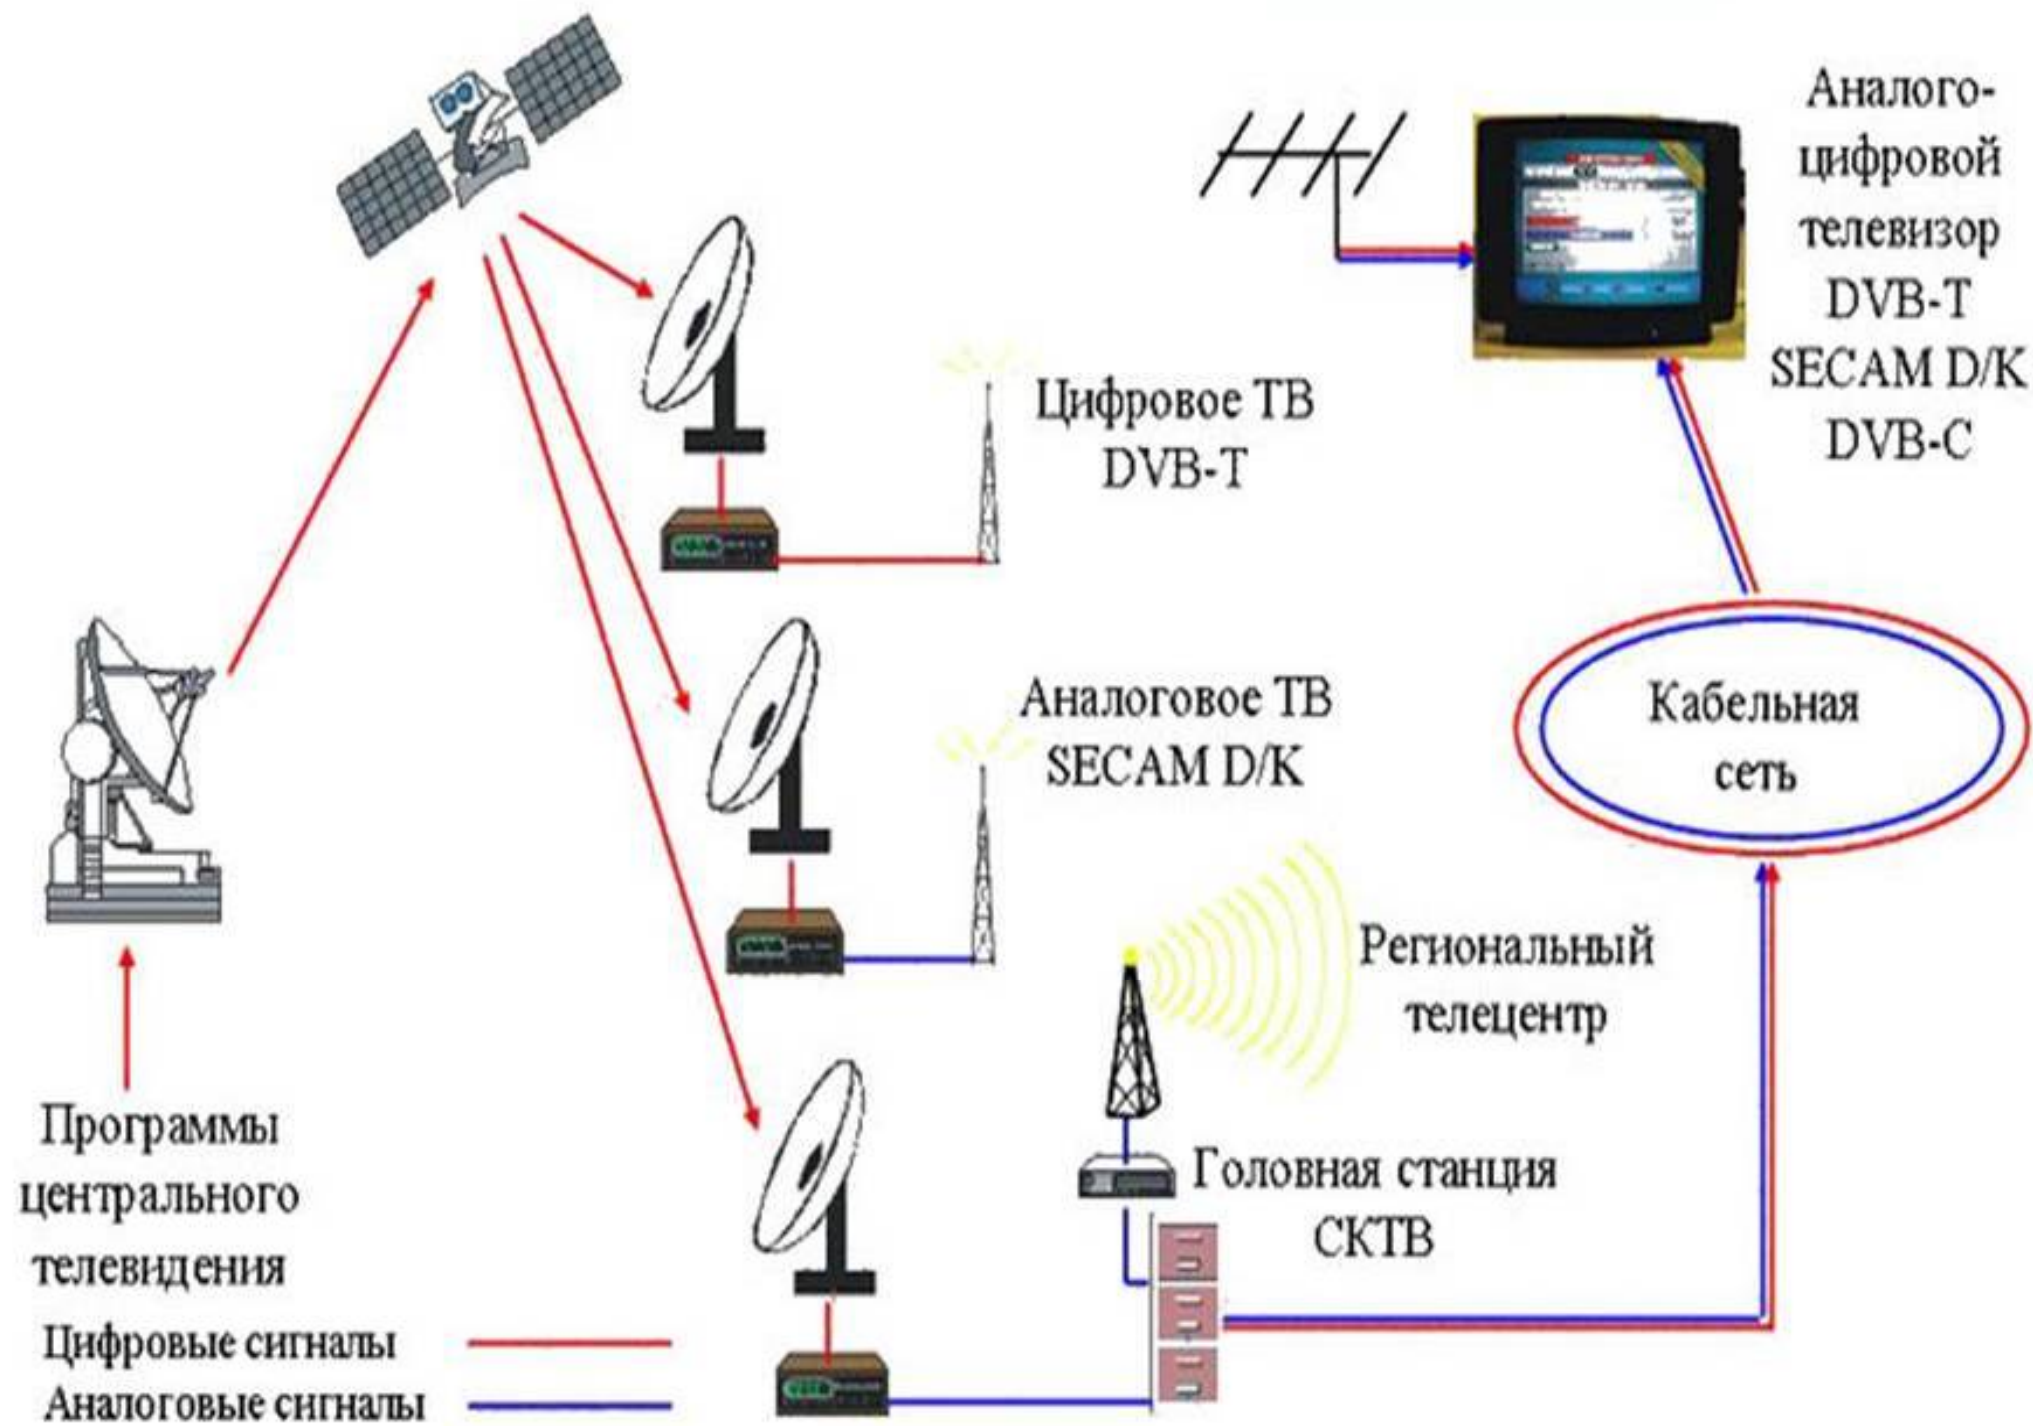 Аналого-
цифровой
телевизор
DVB-T
SECAM D/K
DVB-C
Цифровое ТВ
DVB-T
Аналоговое ТВ
SECAM D/K
Кабельная
сеть
Региональный
телецентр
Головная станция
СКТВ
Программы
центрального
телевидения
Цифровые сигналы
Аналоговые сигналы